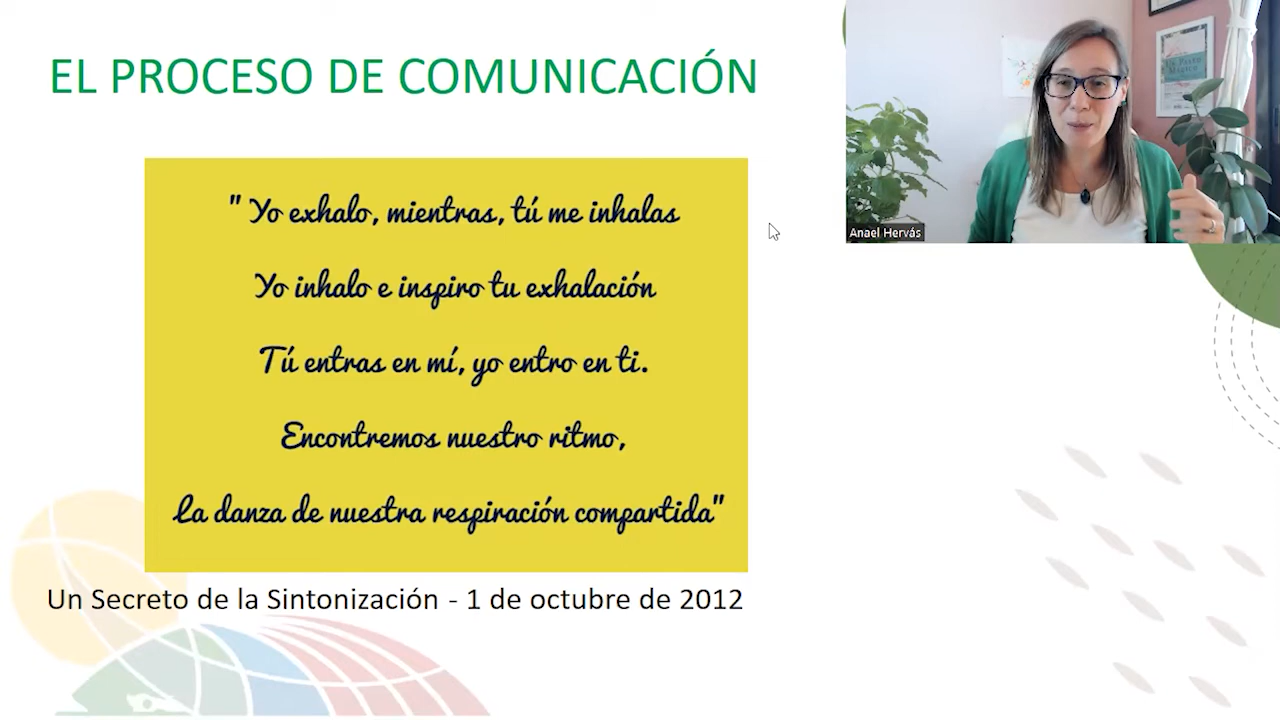 EL PROCESO DE COMUNICACIÓN
" Yo exhalo, mientras, tú me inhalas
Yo inhalo e inspiro tu exhalación
Tú entras en mí, yo entro en ti.
Encontremos nuestro ritmo,
La danza de nuestra respiración compartida"
Un Secreto de la Sintonización - 1 de octubre de 2012
Anael Hervás